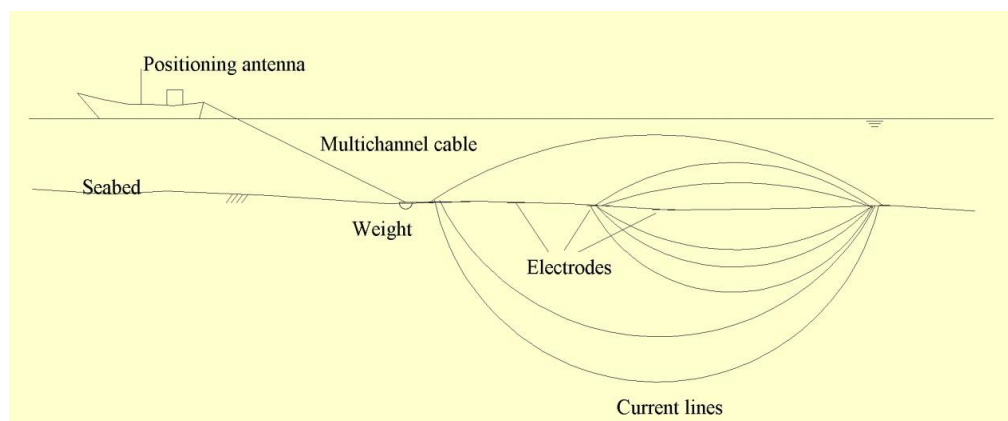 Positioning antenna
Multichannel cable
Seabed
Weight
Electrodes
Current lines